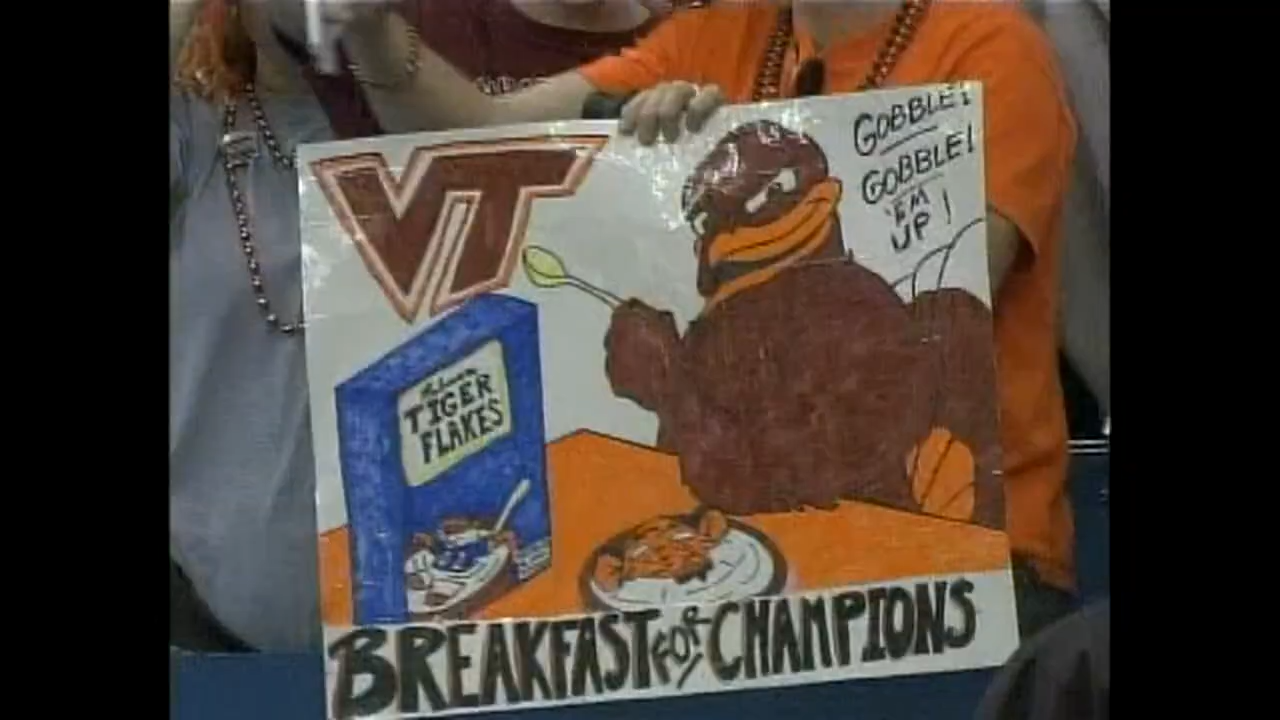 VT
GOBBLE!
GOBBLE!
'EM
UP!
TIGER
FLAKES
BREAKFAST FOR CHAMPIONS